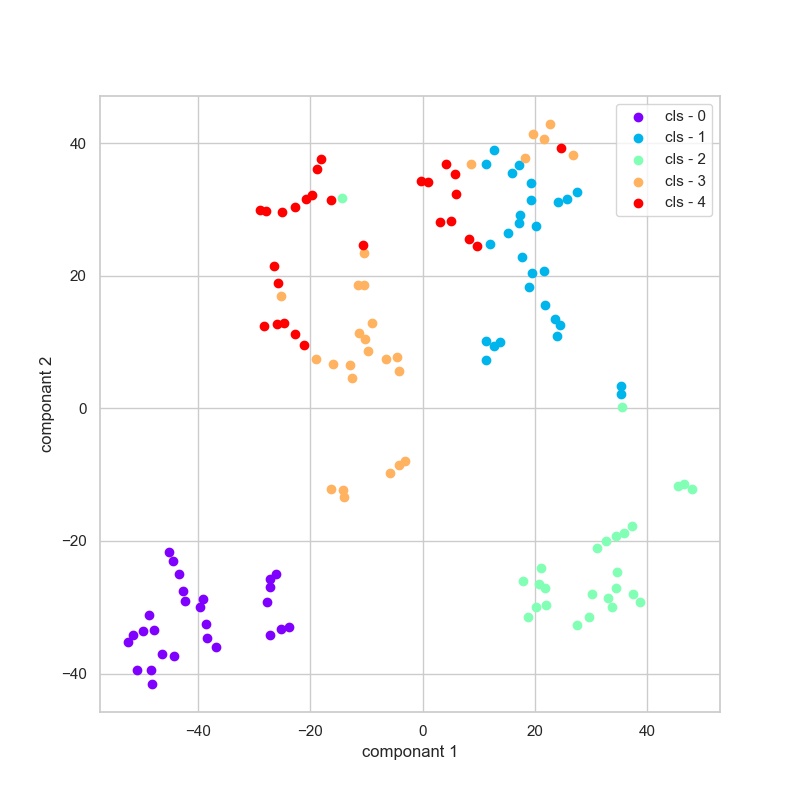 cls - 0
cls - 1
cls - 2
cls - 3
cls - 4
40
20
0
−20
−40
−40
−20
0
20
40
componant 1
componant 2